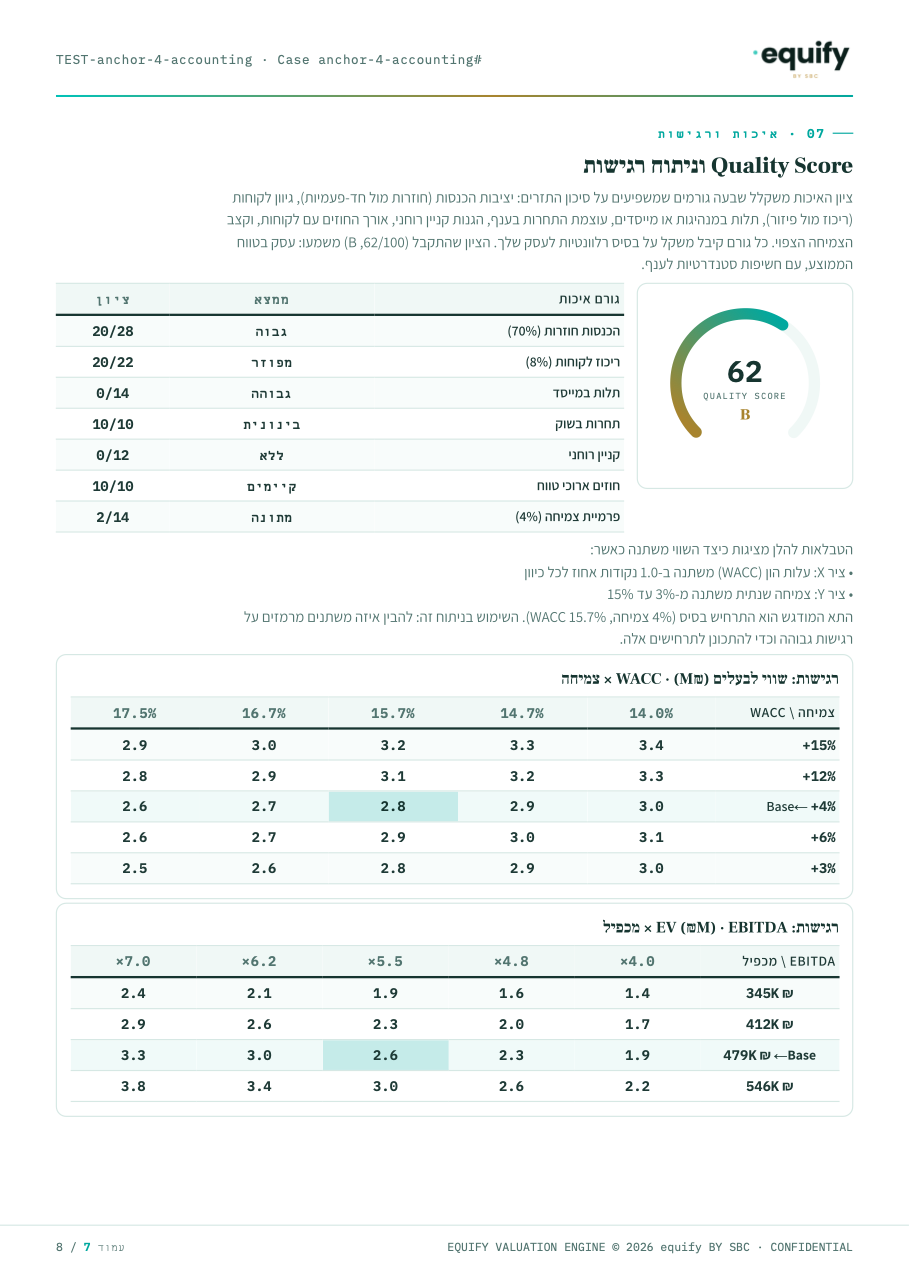 TEST-anchor-4-accounting · Case anchor-4-accounting#
equify
BY SBC
07 · איכות ורגישות
Quality Score וניתוח רגישות
ציון האיכות משקלל שבעה גורמים שמשפיעים על סיכון התזרים: יציבות הכנסות (חוזרות מול חד-פעמיות), גיוון לקוחות
(ריכוז מול פיזור), תלות במנהיגות או מייסדים, עוצמת התחרות בענף, הגנות קניין רוחני, אורך החוזים עם לקוחות, וקצב
הצמיחה הצפוי. כל גורם קיבל משקל על בסיס רלוונטיות לעסק שלך. הציון שהתקבל (62/100, B) משמעו: עסק בטווח
הממוצע, עם חשיפות סטנדרטיות לענף.
62
QUALITY SCORE
B
גורם איכות ממצא ציון
הכנסות חוזרות (70%) גבוה 20/28
ריכוז לקוחות (8%) מפוזר 20/22
תלות במייסד גבוהה 0/14
תחרות בשוק בינונית 10/10
קניין רוחני ללא 0/12
חוזים ארוכי טווח קיימים 10/10
פרמיית צמיחה (4%) מתונה 2/14
הטבלאות להלן מציגות כיצד השווי משתנה כאשר:
• ציר X: עלות הון (WACC) משתנה ב-1.0 נקודות אחוז לכל כיוון
• ציר Y: צמיחה שנתית משתנה מ-3% עד 15%
התא המודגש הוא התרחיש בסיס (4% צמיחה, WACC 15.7%). השימוש בניתוח זה: להבין איזה משתנים מרמזים על
רגישות גבוהה וכדי להתכונן לתרחישים אלה.
רגישות: שווי לבעלים (₪M) · WACC × צמיחה
צמיחה \ WACC 14.0% 14.7% 15.7% 16.7% 17.5%
+15% 3.4 3.3 3.2 3.0 2.9
+12% 3.3 3.2 3.1 2.9 2.8
+4% ←Base 3.0 2.9 2.8 2.7 2.6
+6% 3.1 3.0 2.9 2.7 2.6
+3% 3.0 2.9 2.8 2.6 2.5
רגישות: EV (₪M) · EBITDA × מכפיל
EBITDA \ מכפיל ×4.0 ×4.8 ×5.5 ×6.2 ×7.0
₪ 345K 1.4 1.6 1.9 2.1 2.4
₪ 412K 1.7 2.0 2.3 2.6 2.9
₪ 479K ←Base 1.9 2.3 2.6 3.0 3.3
₪ 546K 2.2 2.6 3.0 3.4 3.8
EQUIFY VALUATION ENGINE © 2026 equify BY SBC · CONFIDENTIAL
עמוד 7 / 8